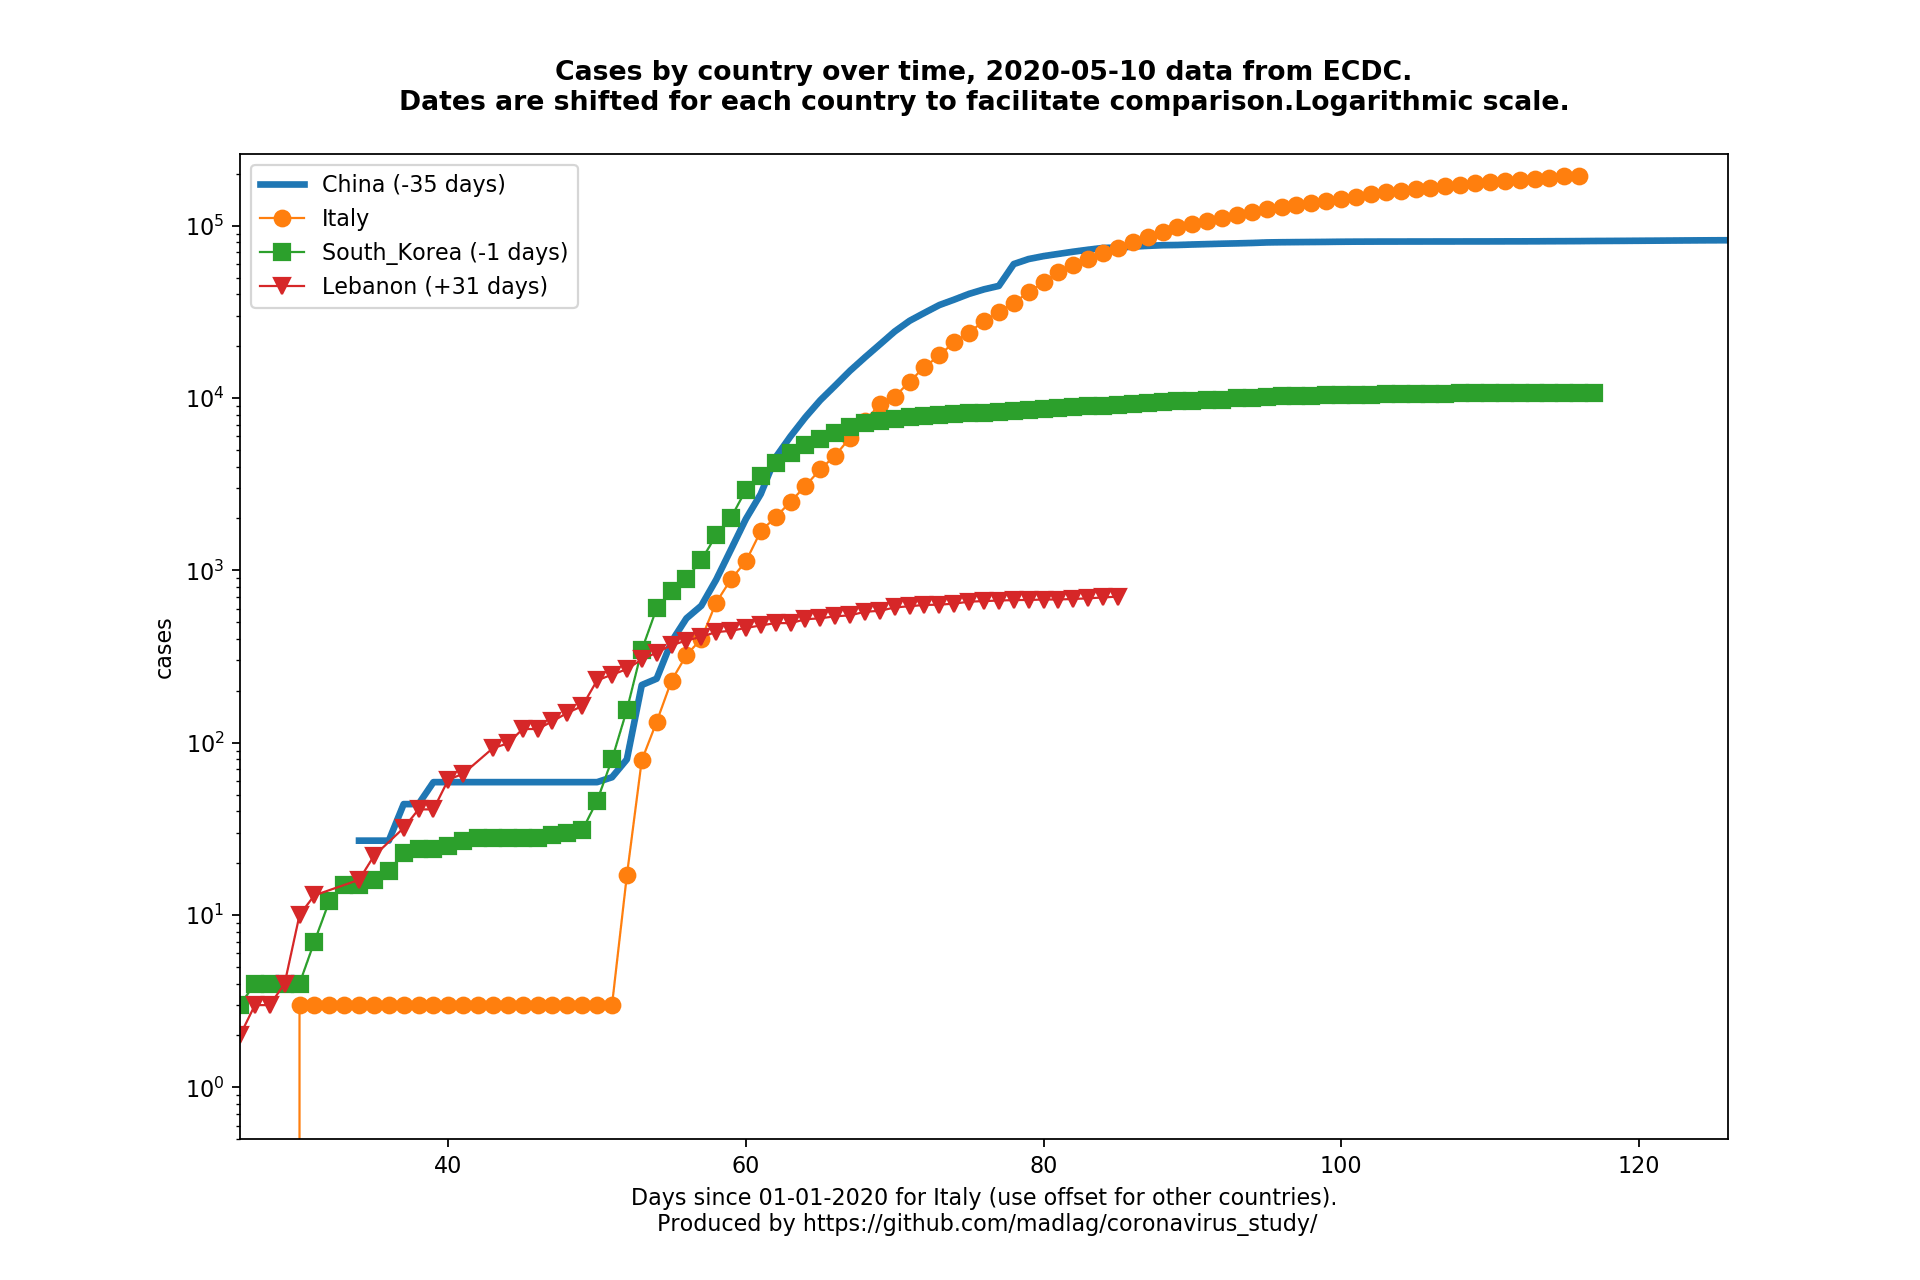 Cases by country over time, 2020-05-10 data from ECDC.
Dates are shifted for each country to facilitate comparison.Logarithmic scale.
China (-35 days)
Italy
South_Korea (-1 days)
Lebanon (+31 days)
10^5
10^4
10^3
10^2
10^1
10^0
cases
40 60 80 100 120
Days since 01-01-2020 for Italy (use offset for other countries).
Produced by https://github.com/madlag/coronavirus_study/